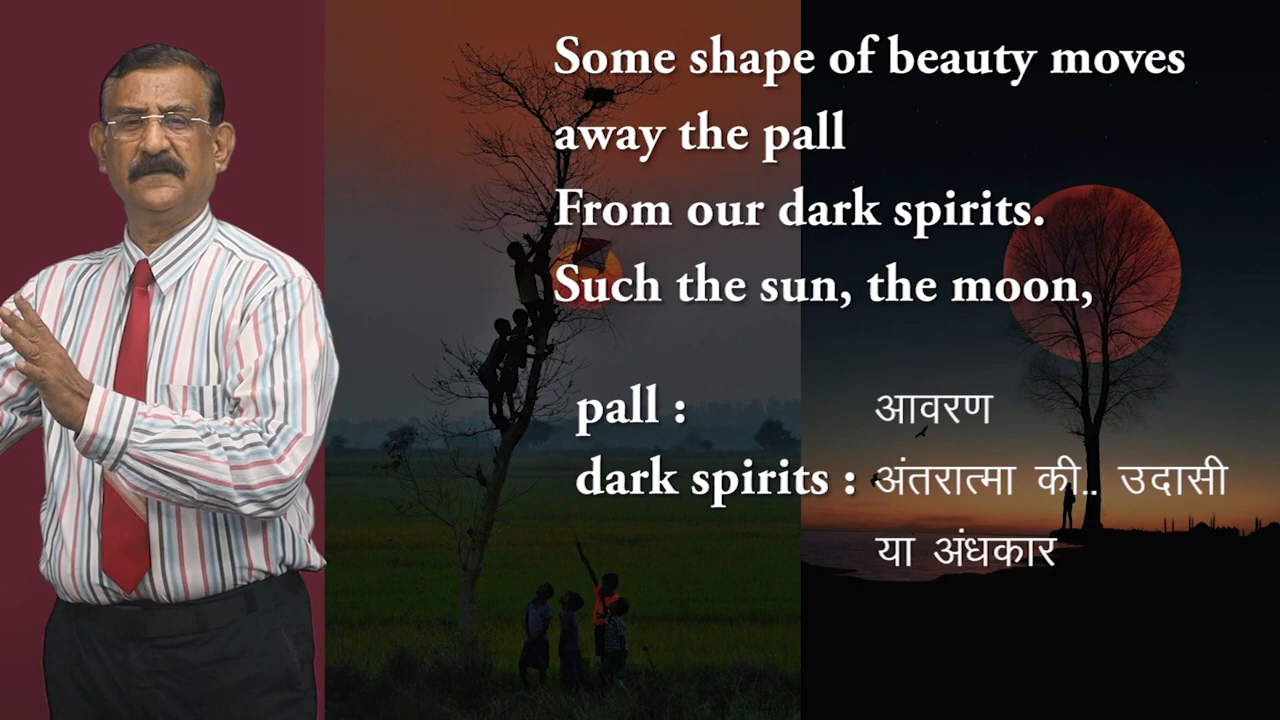 Some shape of beauty moves
away the pall
From our dark spirits.
Such the sun, the moon,
pall : आवरण
dark spirits : अंतरात्मा की.. उदासी
या अंधकार